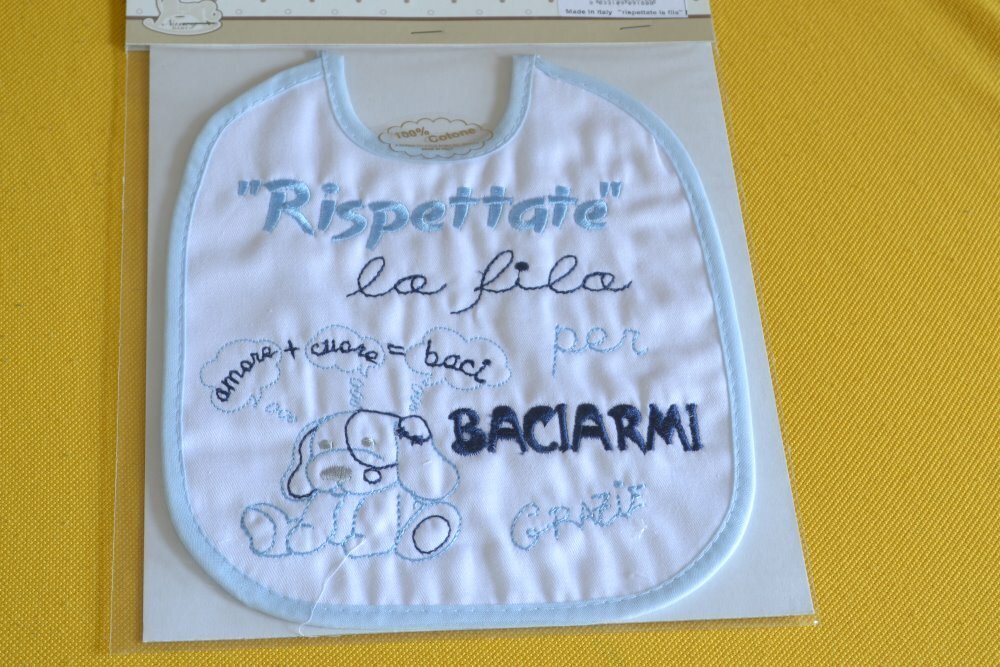 Made in Italy "rispettate la fila"
100% Cotone
"Rispettate"
la fila
per
amore + cuore = baci
BACIARMI
GRAZIE